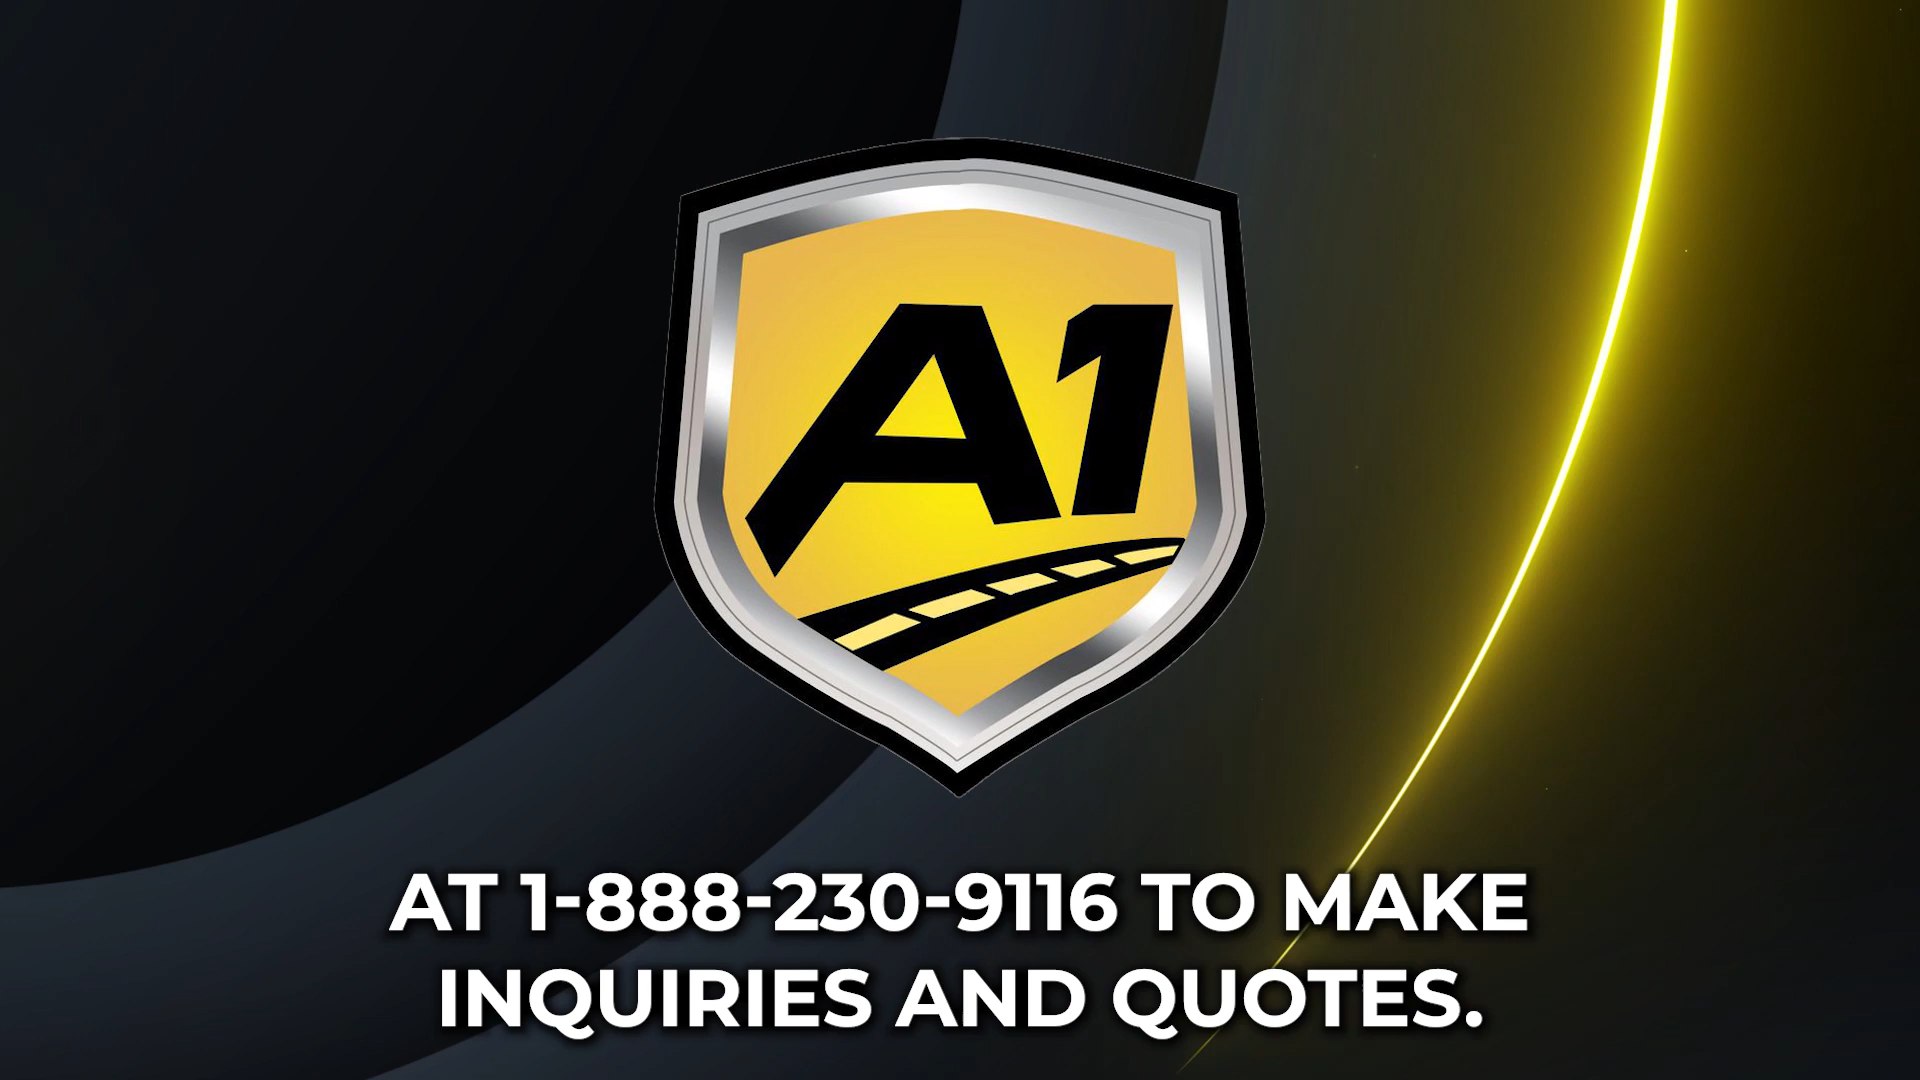 A1
AT 1-888-230-9116 TO MAKE
INQUIRIES AND QUOTES.